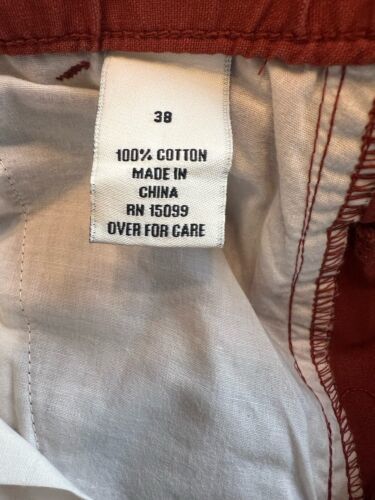 38
100% COTTON
MADE IN
CHINA
RN 15099
OVER FOR CARE